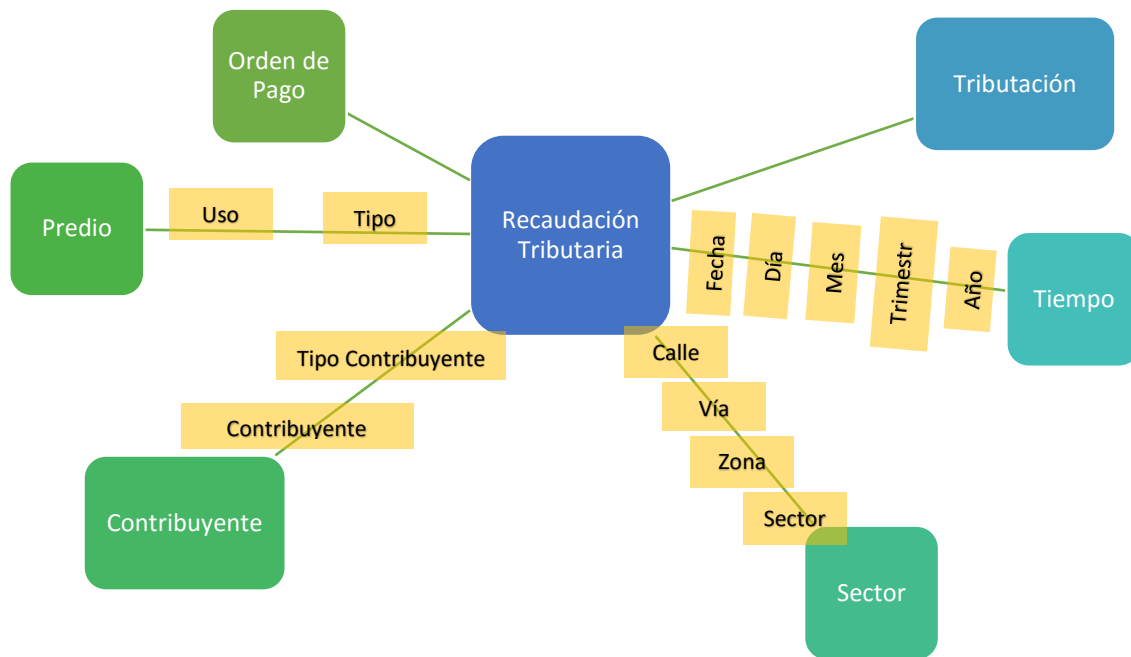 Orden de
Pago
Tributación
Predio
Uso
Tipo
Recaudación
Tributaria
Fecha
Día
Mes
Trimestr
Año
Tiempo
Tipo Contribuyente
Calle
Contribuyente
Vía
Zona
Sector
Contribuyente
Sector